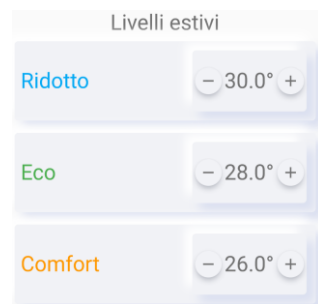 Livelli estivi
Ridotto − 30.0° +
Eco − 28.0° +
Comfort − 26.0° +